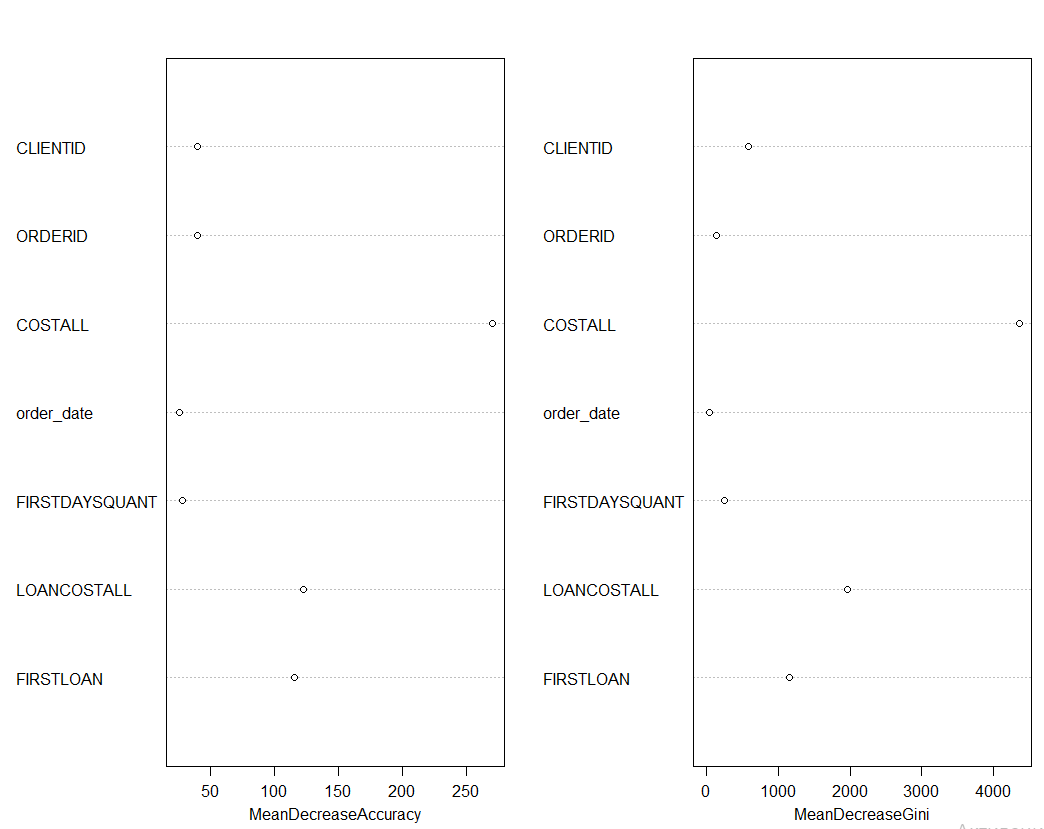 CLIENTID
ORDERID
COSTALL
order_date
FIRSTDAYSQUANT
LOANCOSTALL
FIRSTLOAN
50 100 150 200 250
MeanDecreaseAccuracy
CLIENTID
ORDERID
COSTALL
order_date
FIRSTDAYSQUANT
LOANCOSTALL
FIRSTLOAN
0 1000 2000 3000 4000
MeanDecreaseGini